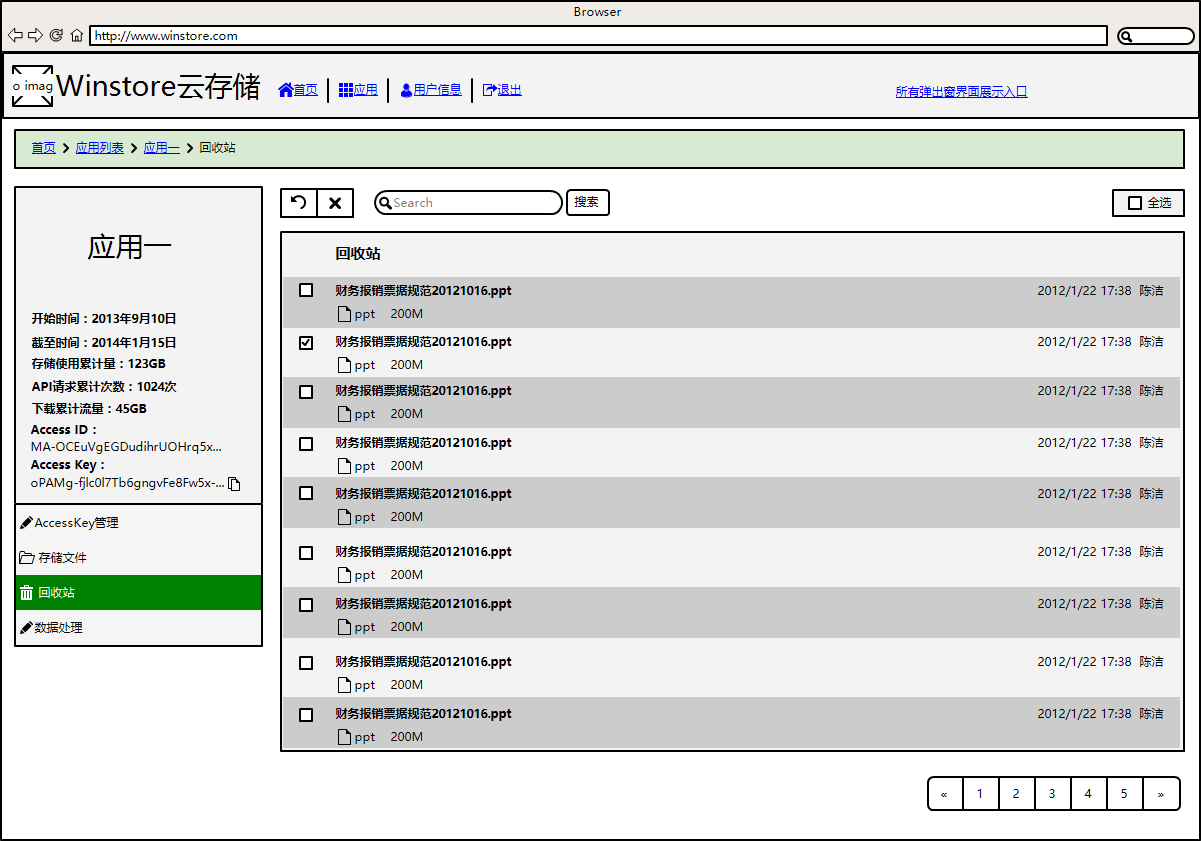 Browser
http://www.winstore.com
o imag
Winstore云存储
首页
应用
用户信息
退出
所有弹出窗界面展示入口
首页 应用列表 应用一 回收站
应用一
开始时间：2013年9月10日
截至时间：2014年1月15日
存储使用累计量：123GB
API请求累计次数：1024次
下载累计流量：45GB
Access ID：
MA-OCEuVgEGDudihrUOHrq5x...
Access Key：
oPAMg-fjlc0l7Tb6gngvFe8Fw5x-...
AccessKey管理
存储文件
回收站
数据处理
Search
搜索
全选
回收站
财务报销票据规范20121016.ppt 2012/1/22 17:38 陈洁
ppt 200M
财务报销票据规范20121016.ppt 2012/1/22 17:38 陈洁
ppt 200M
财务报销票据规范20121016.ppt 2012/1/22 17:38 陈洁
ppt 200M
财务报销票据规范20121016.ppt 2012/1/22 17:38 陈洁
ppt 200M
财务报销票据规范20121016.ppt 2012/1/22 17:38 陈洁
ppt 200M
财务报销票据规范20121016.ppt 2012/1/22 17:38 陈洁
ppt 200M
财务报销票据规范20121016.ppt 2012/1/22 17:38 陈洁
ppt 200M
财务报销票据规范20121016.ppt 2012/1/22 17:38 陈洁
ppt 200M
财务报销票据规范20121016.ppt 2012/1/22 17:38 陈洁
ppt 200M
« 1 2 3 4 5 »